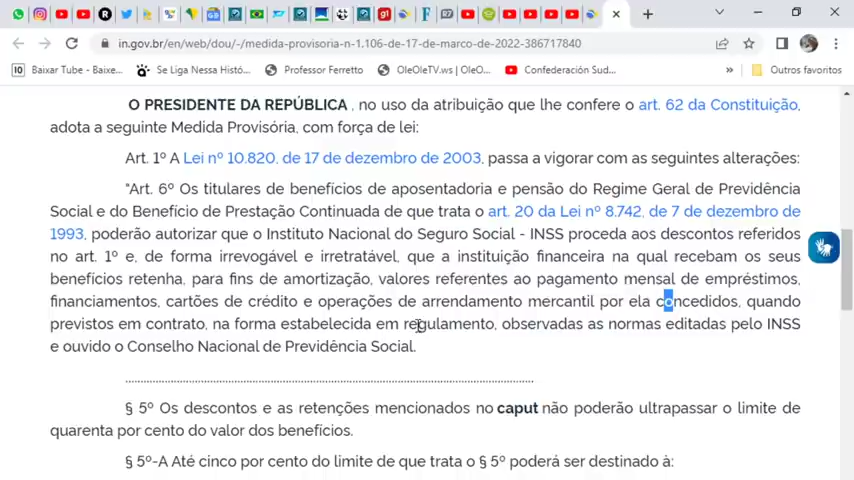 in.gov.br/en/web/dou/-/medida-provisoria-n-1.106-de-17-de-marco-de-2022-386717840
Baixar Tube - Baixe... Se Liga Nessa Histó... Professor Ferretto OleOleTV.ws | OleO... Confederación Sud... » Outros favoritos
O PRESIDENTE DA REPÚBLICA , no uso da atribuição que lhe confere o art. 62 da Constituição,
adota a seguinte Medida Provisória, com força de lei:
Art. 1º A Lei nº 10.820, de 17 de dezembro de 2003, passa a vigorar com as seguintes alterações:
"Art. 6º Os titulares de benefícios de aposentadoria e pensão do Regime Geral de Previdência
Social e do Benefício de Prestação Continuada de que trata o art. 20 da Lei nº 8.742, de 7 de dezembro de
1993, poderão autorizar que o Instituto Nacional do Seguro Social - INSS proceda aos descontos referidos
no art. 1º e, de forma irrevogável e irretratável, que a instituição financeira na qual recebam os seus
benefícios retenha, para fins de amortização, valores referentes ao pagamento mensal de empréstimos,
financiamentos, cartões de crédito e operações de arrendamento mercantil por ela concedidos, quando
previstos em contrato, na forma estabelecida em regulamento, observadas as normas editadas pelo INSS
e ouvido o Conselho Nacional de Previdência Social.
........................................................................................................................................
§ 5º Os descontos e as retenções mencionados no caput não poderão ultrapassar o limite de
quarenta por cento do valor dos benefícios.
§ 5º-A Até cinco por cento do limite de que trata o § 5º poderá ser destinado à: